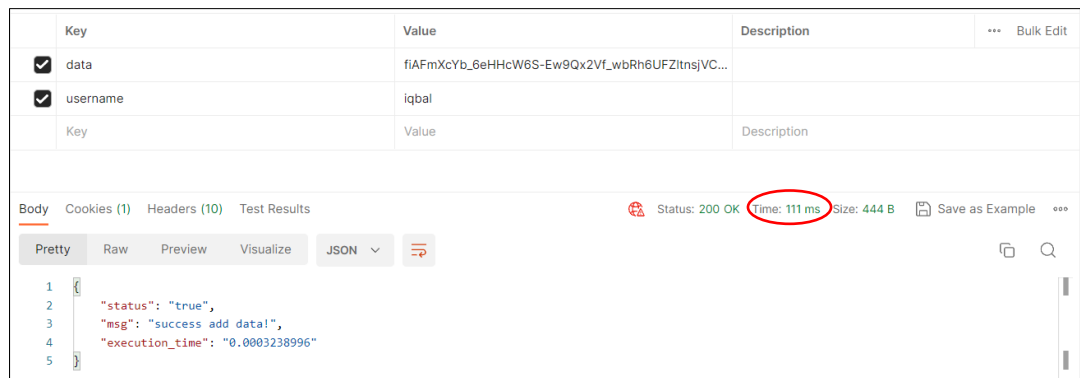 Key Value Description ••• Bulk Edit
data fiAFmXcYb_6eHHcW6S-Ew9Qx2Vf_wbRh6UFZltnsjVC...
username iqbal
Key Value Description
Body Cookies (1) Headers (10) Test Results Status: 200 OK Time: 111 ms Size: 444 B Save as Example •••
Pretty Raw Preview Visualize JSON
1 {
2 "status": "true",
3 "msg": "success add data!",
4 "execution_time": "0.0003238996"
5 }